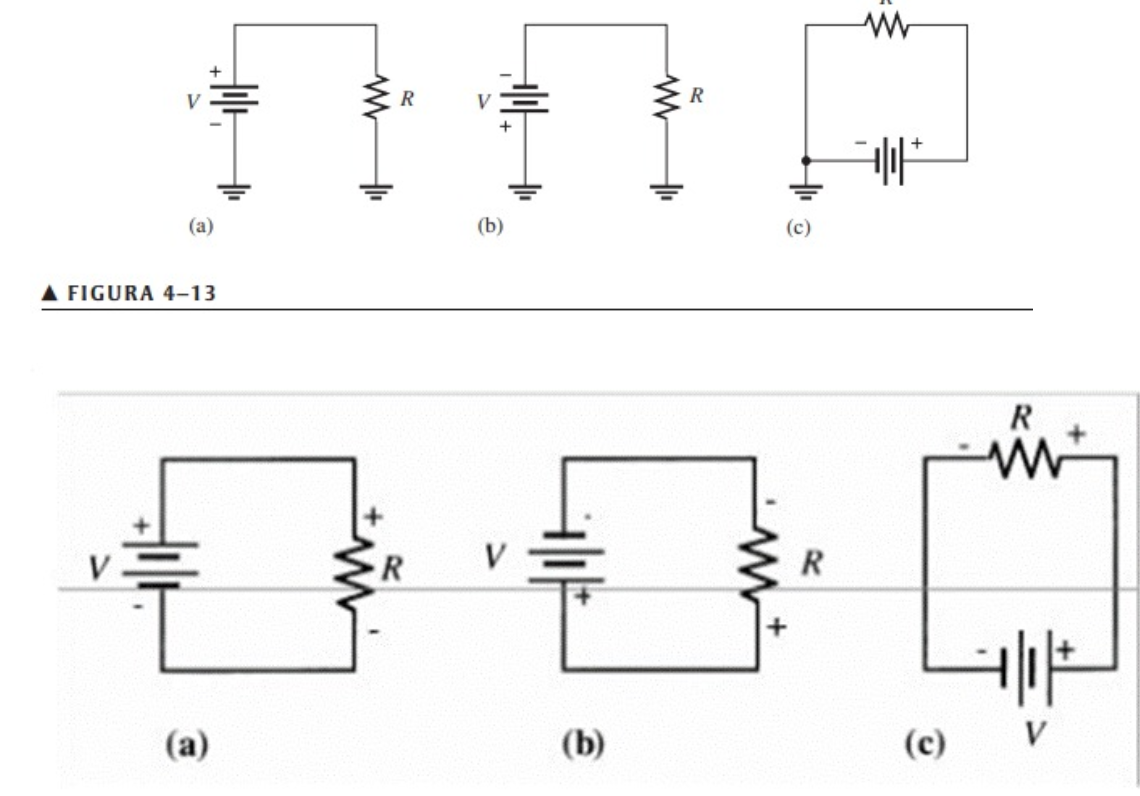 R
+ - +
V R V R - +
- +
(a) (b) (c)
▲ FIGURA 4–13
R
- +
+ + - -
V R V R
- - + + - +
V
(a) (b) (c)